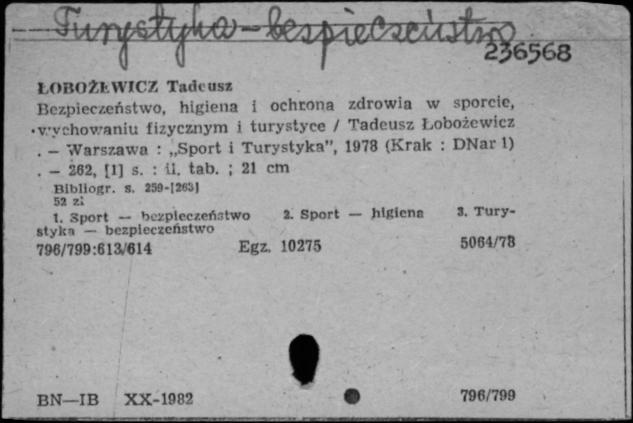 Turystyka - bezpieczeństwo
236568
ŁOBOŻEWICZ Tadeusz
Bezpieczeństwo, higiena i ochrona zdrowia w sporcie,
wychowaniu fizycznym i turystyce / Tadeusz Łobożewicz
. — Warszawa : „Sport i Turystyka”, 1978 (Krak : DNar 1)
. — 262, [1] s. : il. tab. ; 21 cm
Bibliogr. s. 259-[263]
52 zł
1. Sport — bezpieczeństwo 2. Sport — higiena 3. Tury-
styka — bezpieczeństwo
796/799:613/614 Egz. 10275 5064/78
BN—IB XX-1982 796/799